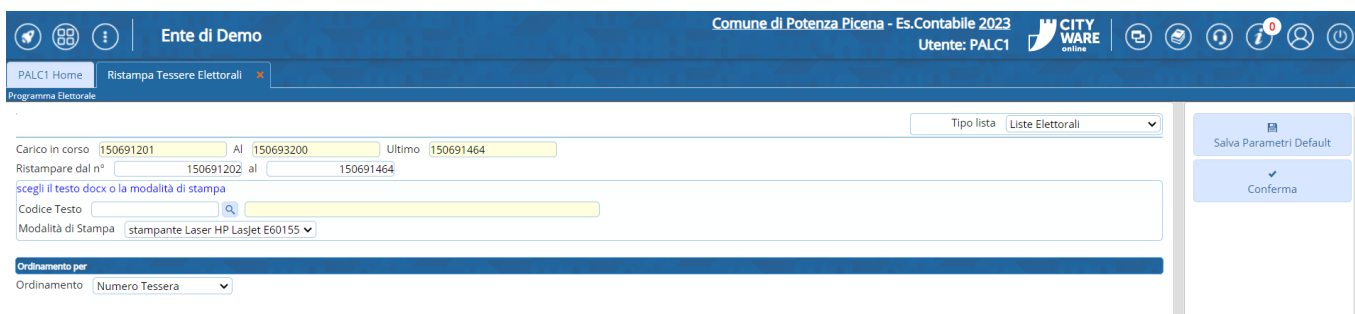 Ente di Demo
Comune di Potenza Picena - Es.Contabile 2023
Utente: PALC1
CITY
WARE
online
0
PALC1 Home
Ristampa Tessere Elettorali ×
Programma Elettorale
Tipo lista Liste Elettorali
Salva Parametri Default
Carico in corso 150691201 Al 150693200 Ultimo 150691464
Ristampare dal n° 150691202 al 150691464
Conferma
scegli il testo docx o la modalità di stampa
Codice Testo
Modalità di Stampa stampante Laser HP LasJet E60155
Ordinamento per
Ordinamento Numero Tessera